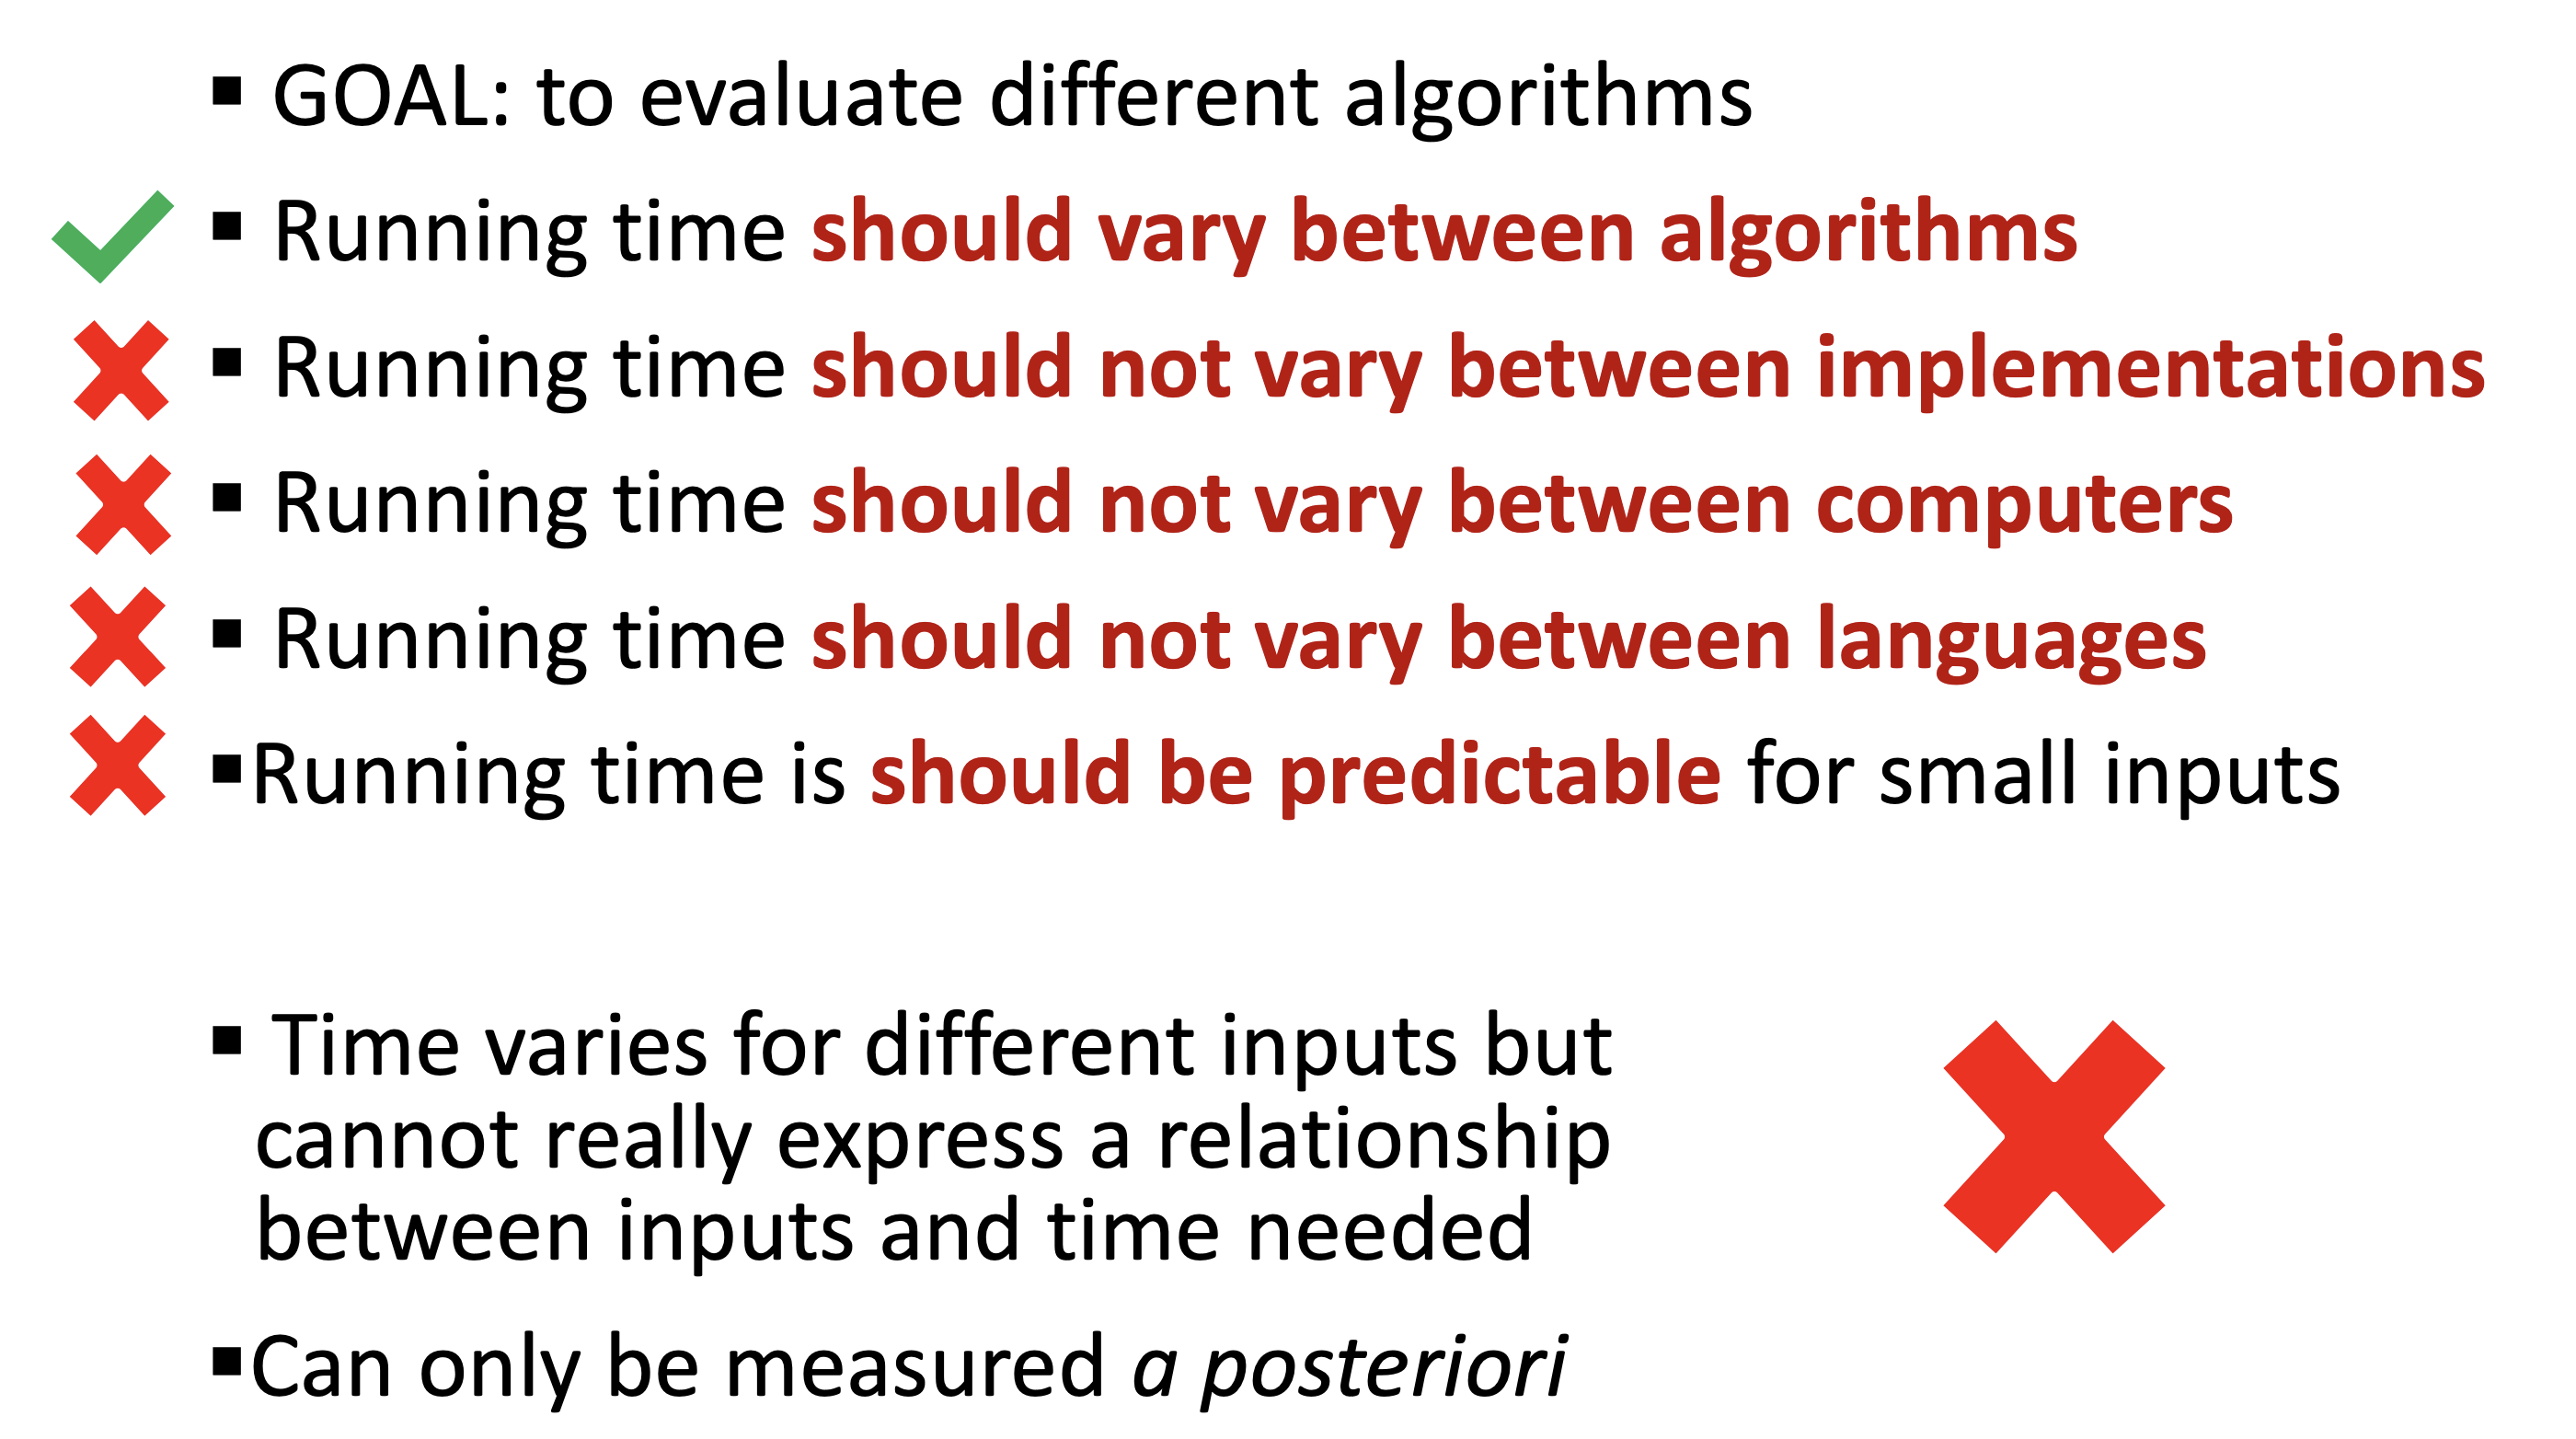 ▪ GOAL: to evaluate different algorithms
▪ Running time should vary between algorithms
▪ Running time should not vary between implementations
▪ Running time should not vary between computers
▪ Running time should not vary between languages
▪Running time is should be predictable for small inputs
▪ Time varies for different inputs but
cannot really express a relationship
between inputs and time needed
▪Can only be measured a posteriori